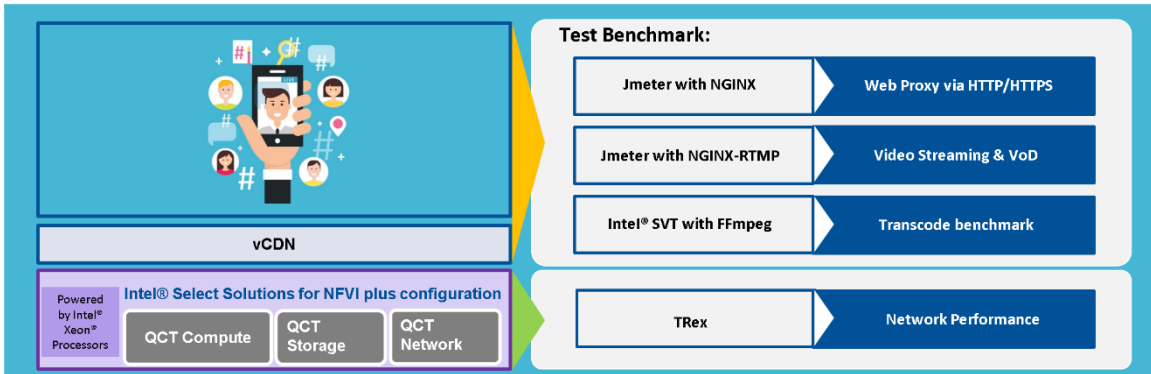 #
LIVE
#
#
#
#
#
vCDN
Powered
by Intel®
Xeon®
Processors
Intel® Select Solutions for NFVI plus configuration
QCT Compute
QCT
Storage
QCT
Network
Test Benchmark:
Jmeter with NGINX
Web Proxy via HTTP/HTTPS
Jmeter with NGINX-RTMP
Video Streaming & VoD
Intel® SVT with FFmpeg
Transcode benchmark
TRex
Network Performance